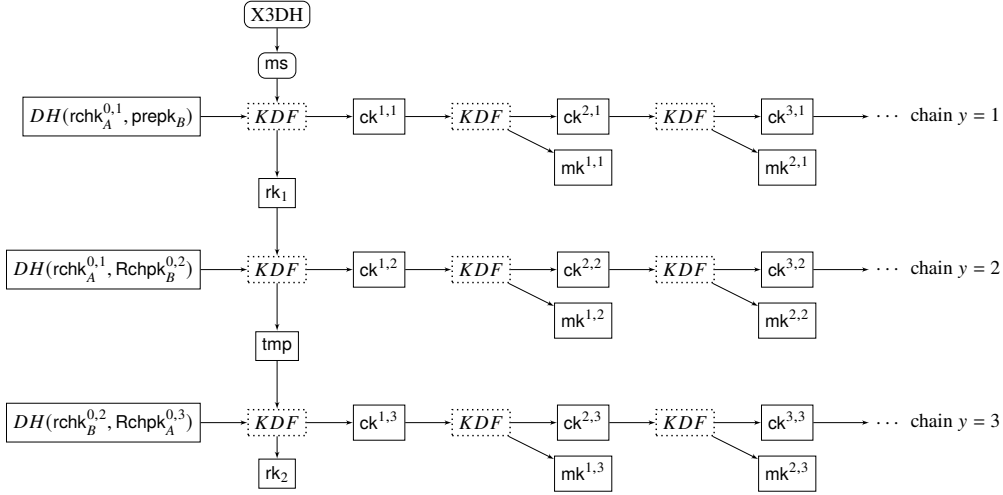 X3DH
ms
DH(rchk_A^{0,1}, prepk_B) KDF ck^{1,1} KDF ck^{2,1} KDF ck^{3,1} ··· chain y = 1
mk^{1,1} mk^{2,1}
rk_1
DH(rchk_A^{0,1}, Rchpk_B^{0,2}) KDF ck^{1,2} KDF ck^{2,2} KDF ck^{3,2} ··· chain y = 2
mk^{1,2} mk^{2,2}
tmp
DH(rchk_B^{0,2}, Rchpk_A^{0,3}) KDF ck^{1,3} KDF ck^{2,3} KDF ck^{3,3} ··· chain y = 3
rk_2 mk^{1,3} mk^{2,3}